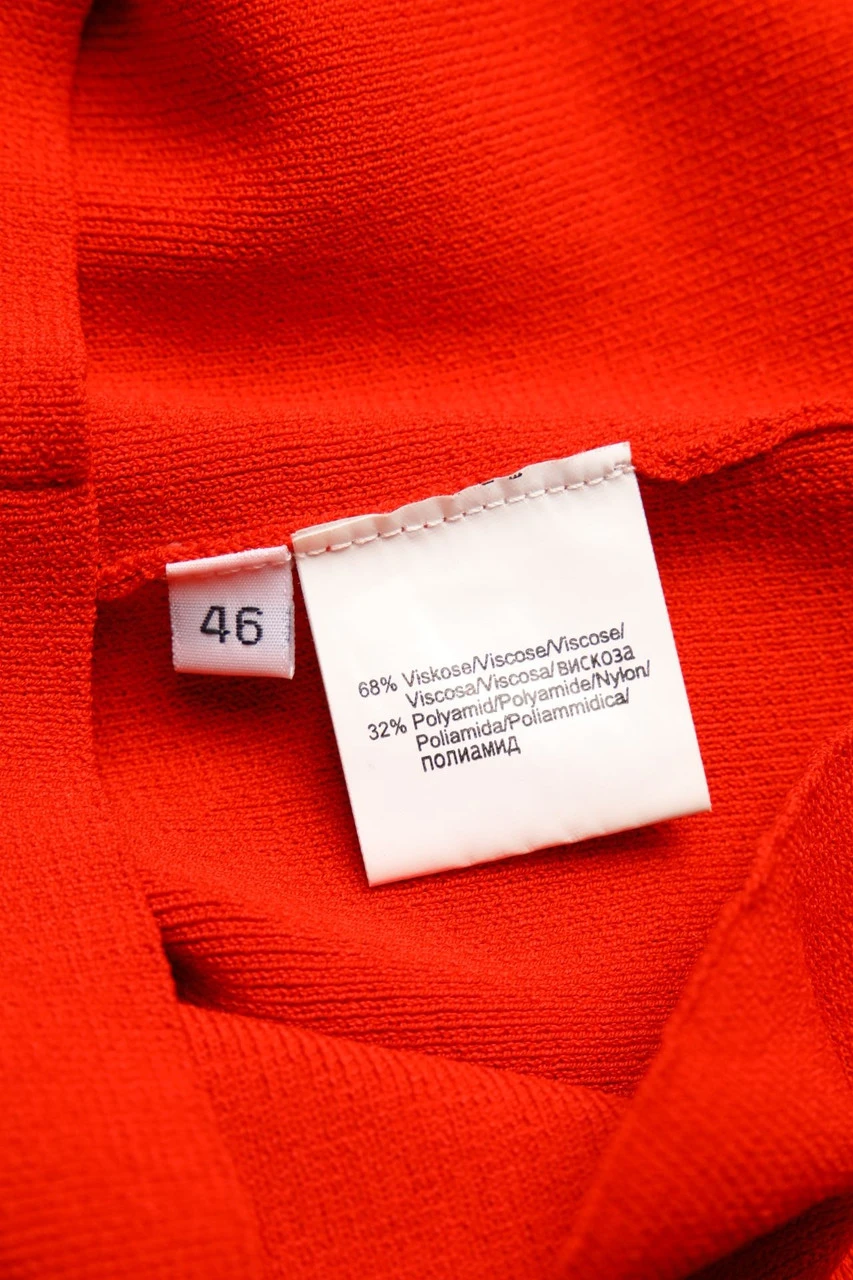 46
68% Viskose/Viscose/Viscose/
Viscosa/Viscosa/вискоза
32% Polyamid/Polyamide/Nylon/
Poliamida/Poliammidica/
полиамид